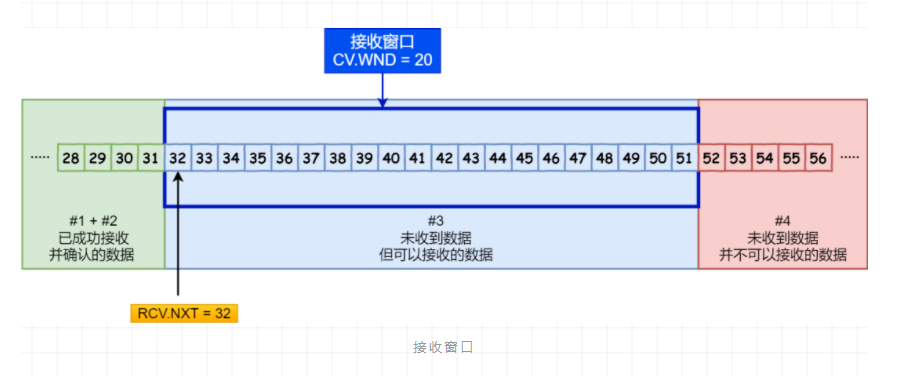 接收窗口
CV.WND = 20
..... 28 29 30 31 32 33 34 35 36 37 38 39 40 41 42 43 44 45 46 47 48 49 50 51 52 53 54 55 56 .....
#1 + #2
已成功接收
并确认的数据
#3
未收到数据
但可以接收的数据
#4
未收到数据
并不可以接收的数据
RCV.NXT = 32
接收窗口